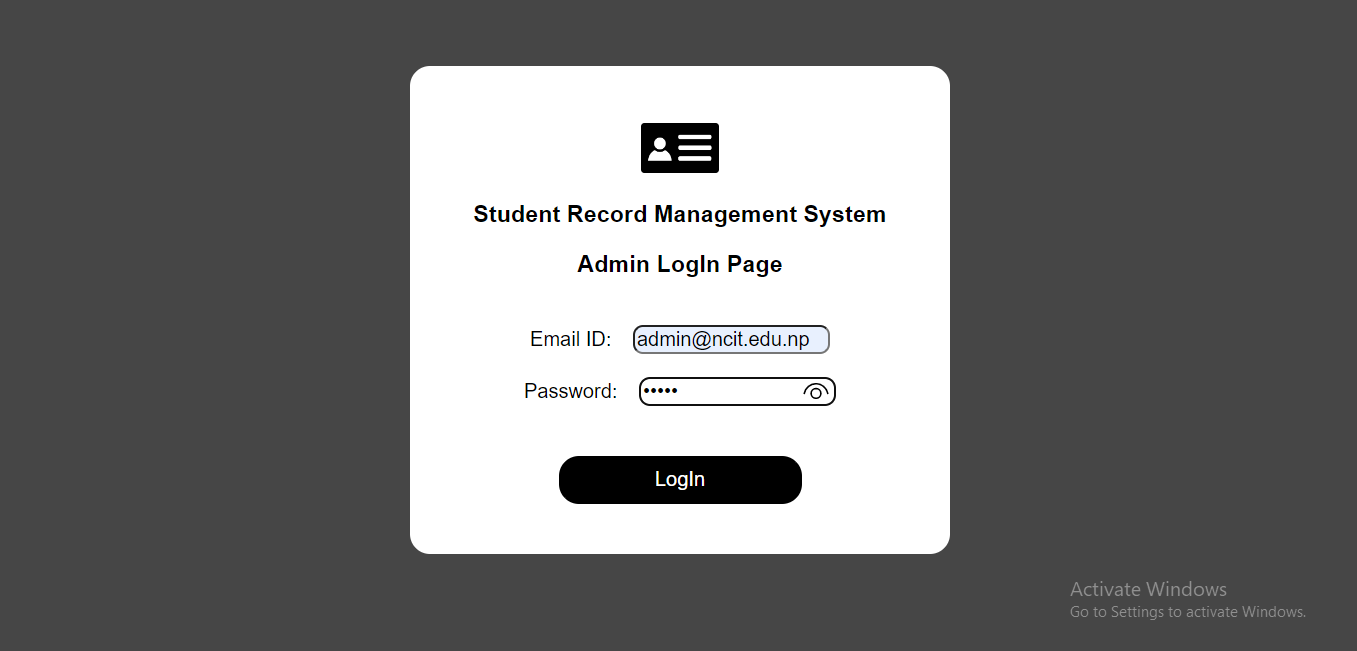 Student Record Management System
Admin LogIn Page
Email ID: admin@ncit.edu.np
Password: •••••
LogIn
Activate Windows
Go to Settings to activate Windows.